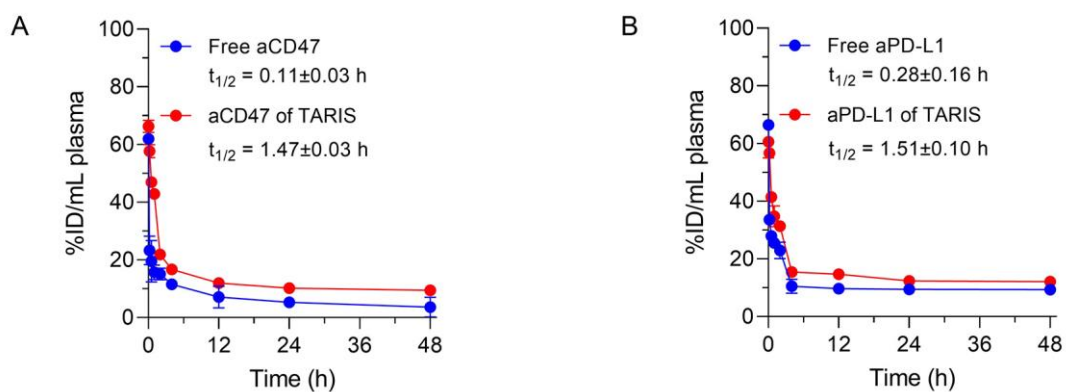 A
100
80
60
40
20
0
%ID/mL plasma
Free aCD47
t1/2 = 0.11±0.03 h
aCD47 of TARIS
t1/2 = 1.47±0.03 h
0 12 24 36 48
Time (h)
B
100
80
60
40
20
0
%ID/mL plasma
Free aPD-L1
t1/2 = 0.28±0.16 h
aPD-L1 of TARIS
t1/2 = 1.51±0.10 h
0 12 24 36 48
Time (h)